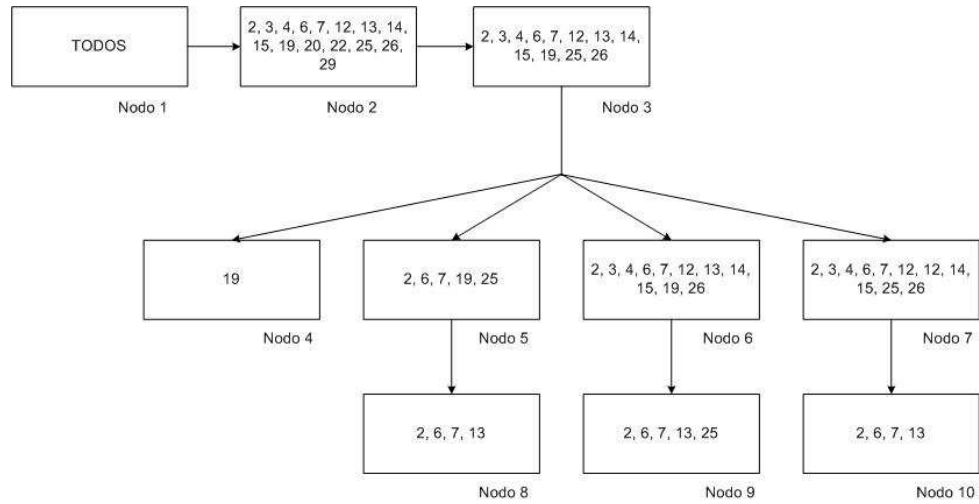 TODOS
Nodo 1
2, 3, 4, 6, 7, 12, 13, 14,
15, 19, 20, 22, 25, 26,
29
Nodo 2
2, 3, 4, 6, 7, 12, 13, 14,
15, 19, 25, 26
Nodo 3
19
Nodo 4
2, 6, 7, 19, 25
Nodo 5
2, 3, 4, 6, 7, 12, 13, 14,
15, 19, 26
Nodo 6
2, 3, 4, 6, 7, 12, 12, 14,
15, 25, 26
Nodo 7
2, 6, 7, 13
Nodo 8
2, 6, 7, 13, 25
Nodo 9
2, 6, 7, 13
Nodo 10